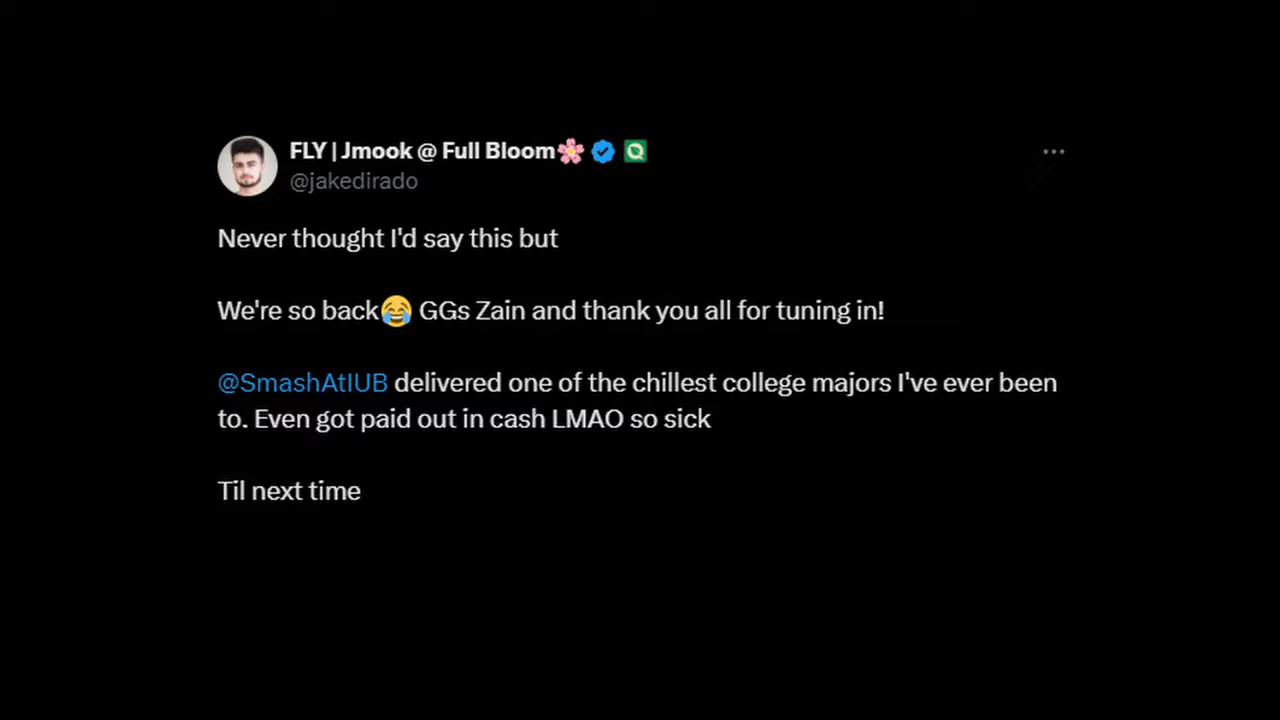 FLY | Jmook @ Full Bloom🌸
@jakedirado
Never thought I'd say this but
We're so back😂 GGs Zain and thank you all for tuning in!
@SmashAtIUB delivered one of the chillest college majors I've ever been
to. Even got paid out in cash LMAO so sick
Til next time